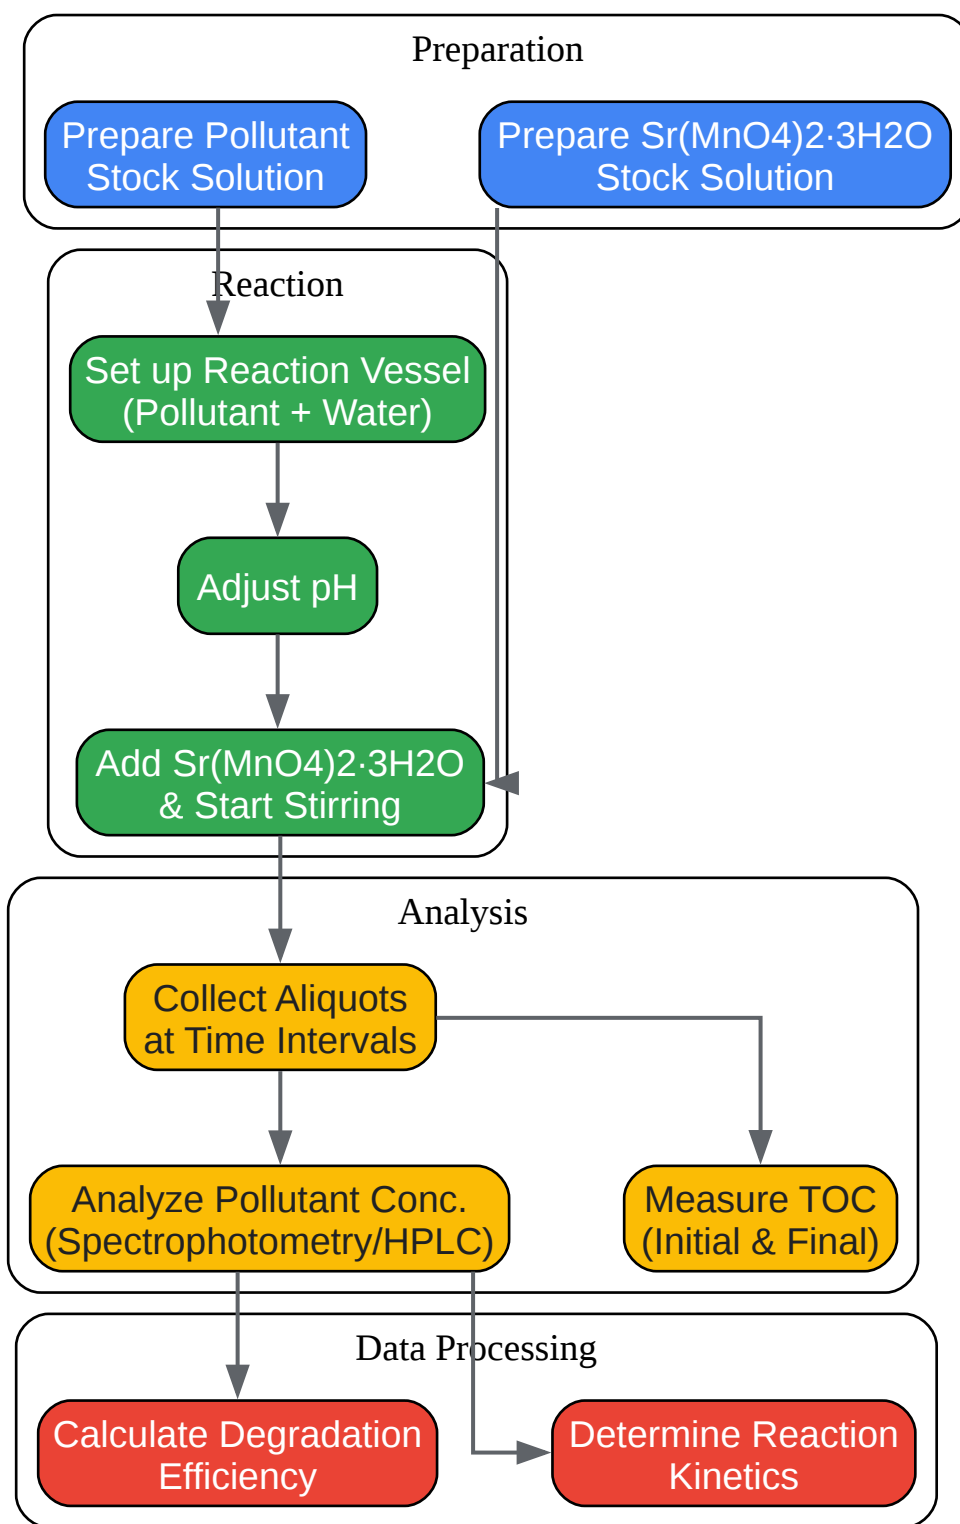 Preparation
Prepare Pollutant
Stock Solution
Prepare Sr(MnO4)2·3H2O
Stock Solution
Reaction
Set up Reaction Vessel
(Pollutant + Water)
Adjust pH
Add Sr(MnO4)2·3H2O
& Start Stirring
Analysis
Collect Aliquots
at Time Intervals
Analyze Pollutant Conc.
(Spectrophotometry/HPLC)
Measure TOC
(Initial & Final)
Data Processing
Calculate Degradation
Efficiency
Determine Reaction
Kinetics